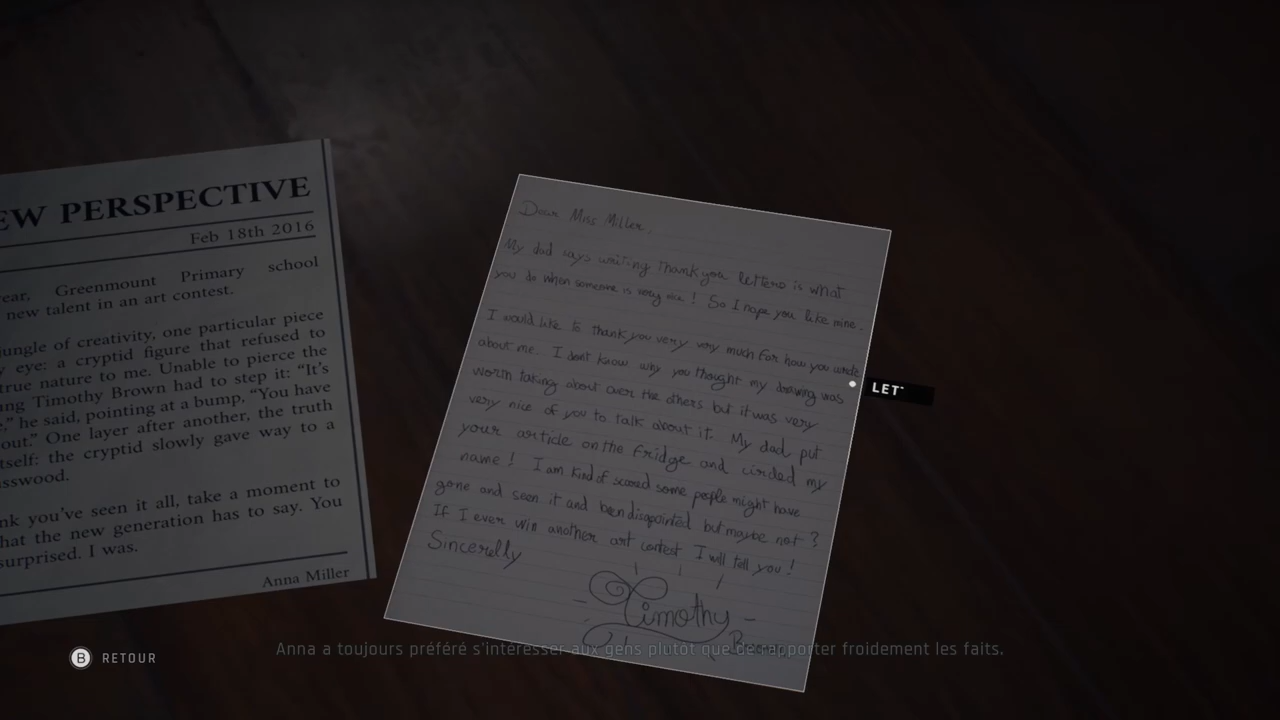 EW PERSPECTIVE
Feb 18th 2016
ear, Greenmount Primary school
new talent in an art contest.
ungle of creativity, one particular piece
eye: a cryptid figure that refused to
true nature to me. Unable to pierce the
ng Timothy Brown had to step it: “It's
," he said, pointing at a bump, “You have
out.” One layer after another, the truth
tself: the cryptid slowly gave way to a
sswood.
nk you've seen it all, take a moment to
hat the new generation has to say. You
surprised. I was.
Anna Miller
Dear Miss Miller,
My dad says writing thank you letters is what
you do when someone is very nice! So I hope you like mine.
I would like to thank you very very much for how you wrote
about me. I dont know why you thought my drawing was
worth talking about over the others but it was very
very nice of you to talk about it. My dad put
your article on the fridge and circled my
name! I am kind of scared some people might have
gone and seen it and been disapointed but maybe not?
If I ever win another art contest I will tell you!
Sincerelly
Timothy
Brown
LET
B RETOUR
Anna a toujours préféré s'intéresser aux gens plutôt que de rapporter froidement les faits.